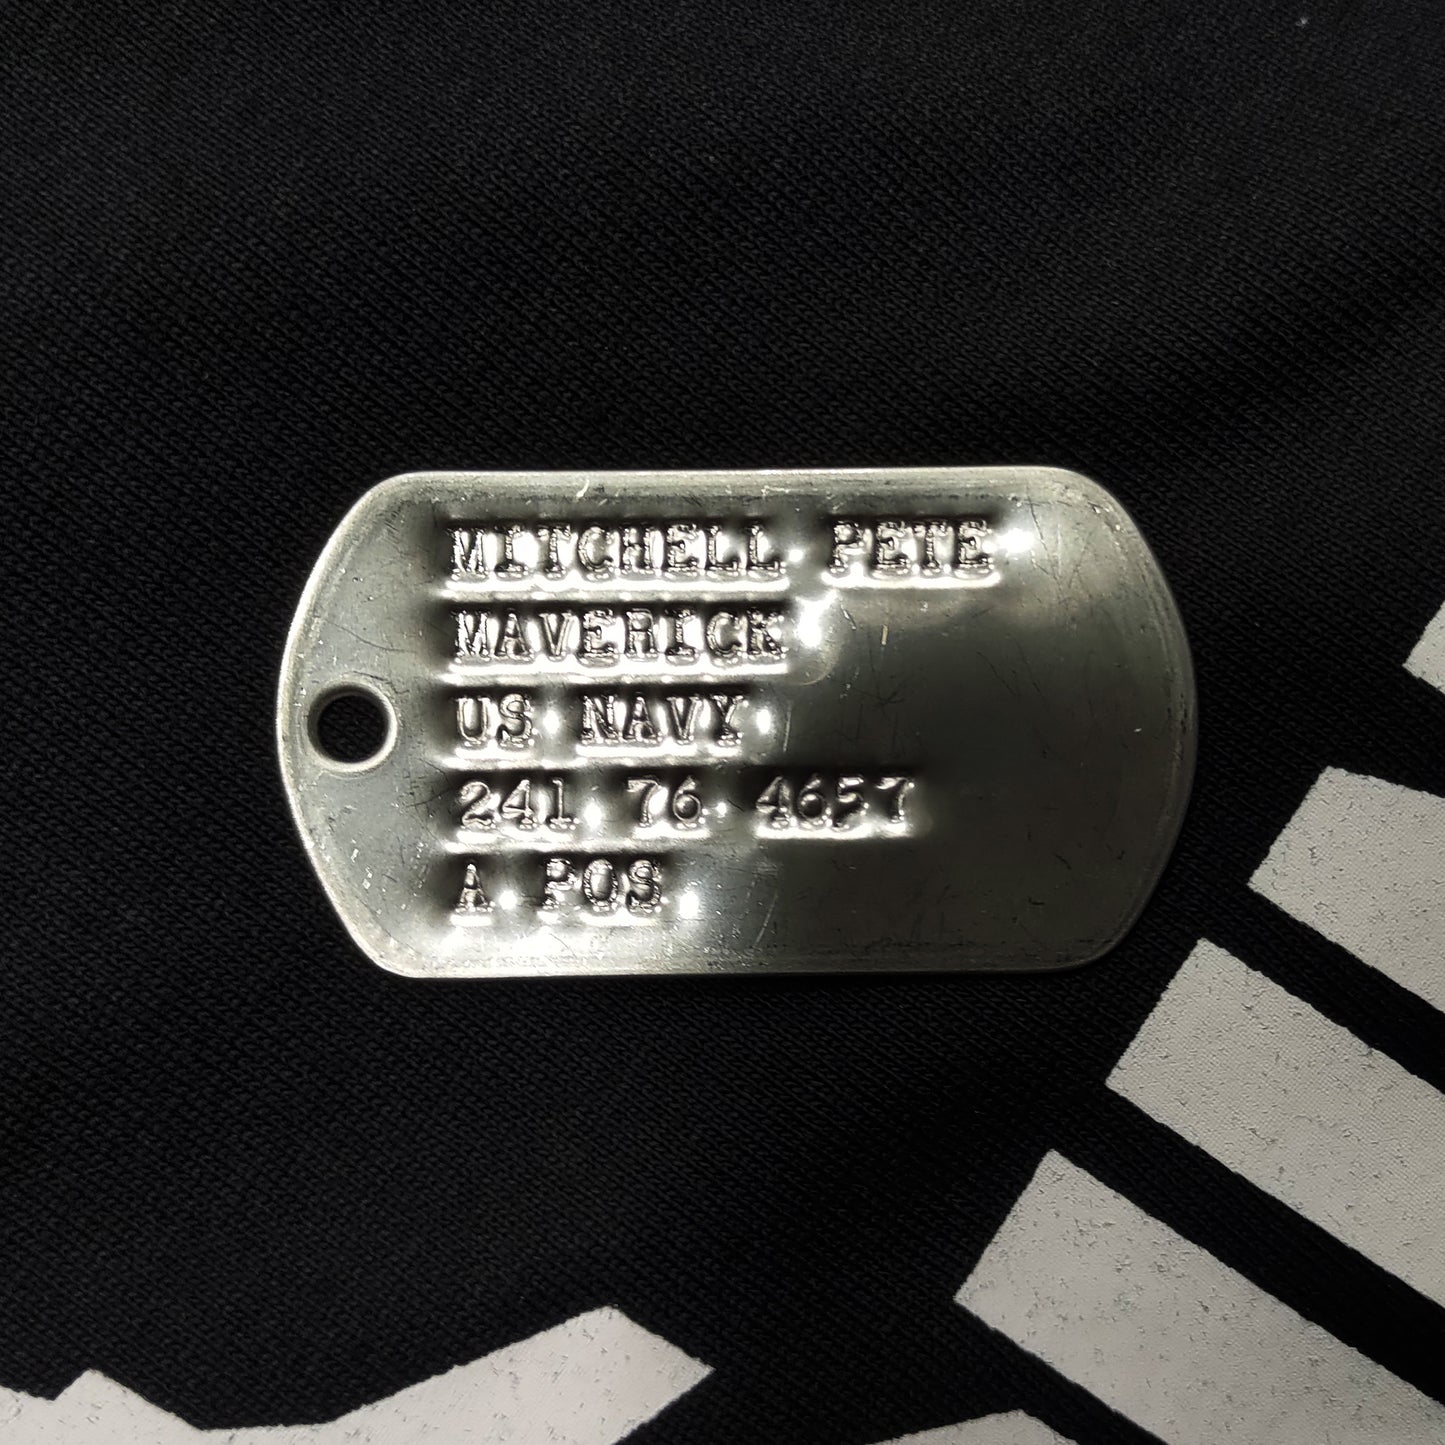 MITCHELL. PETE.
MAVERICK.
US. NAVY.
241.76.4657
A. POS.